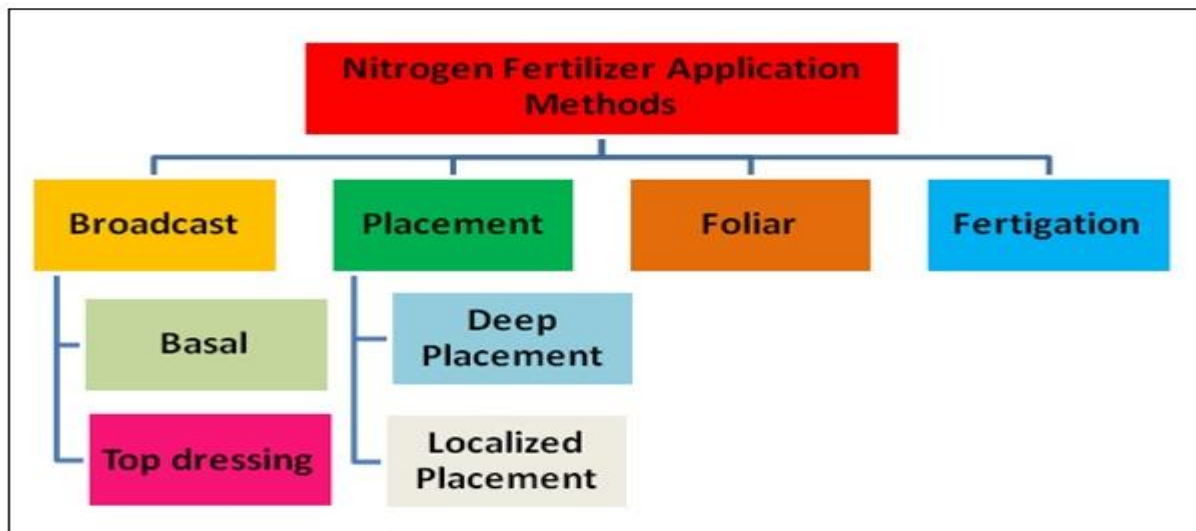 Nitrogen Fertilizer Application
Methods
Broadcast
Placement
Foliar
Fertigation
Basal
Deep
Placement
Top dressing
Localized
Placement